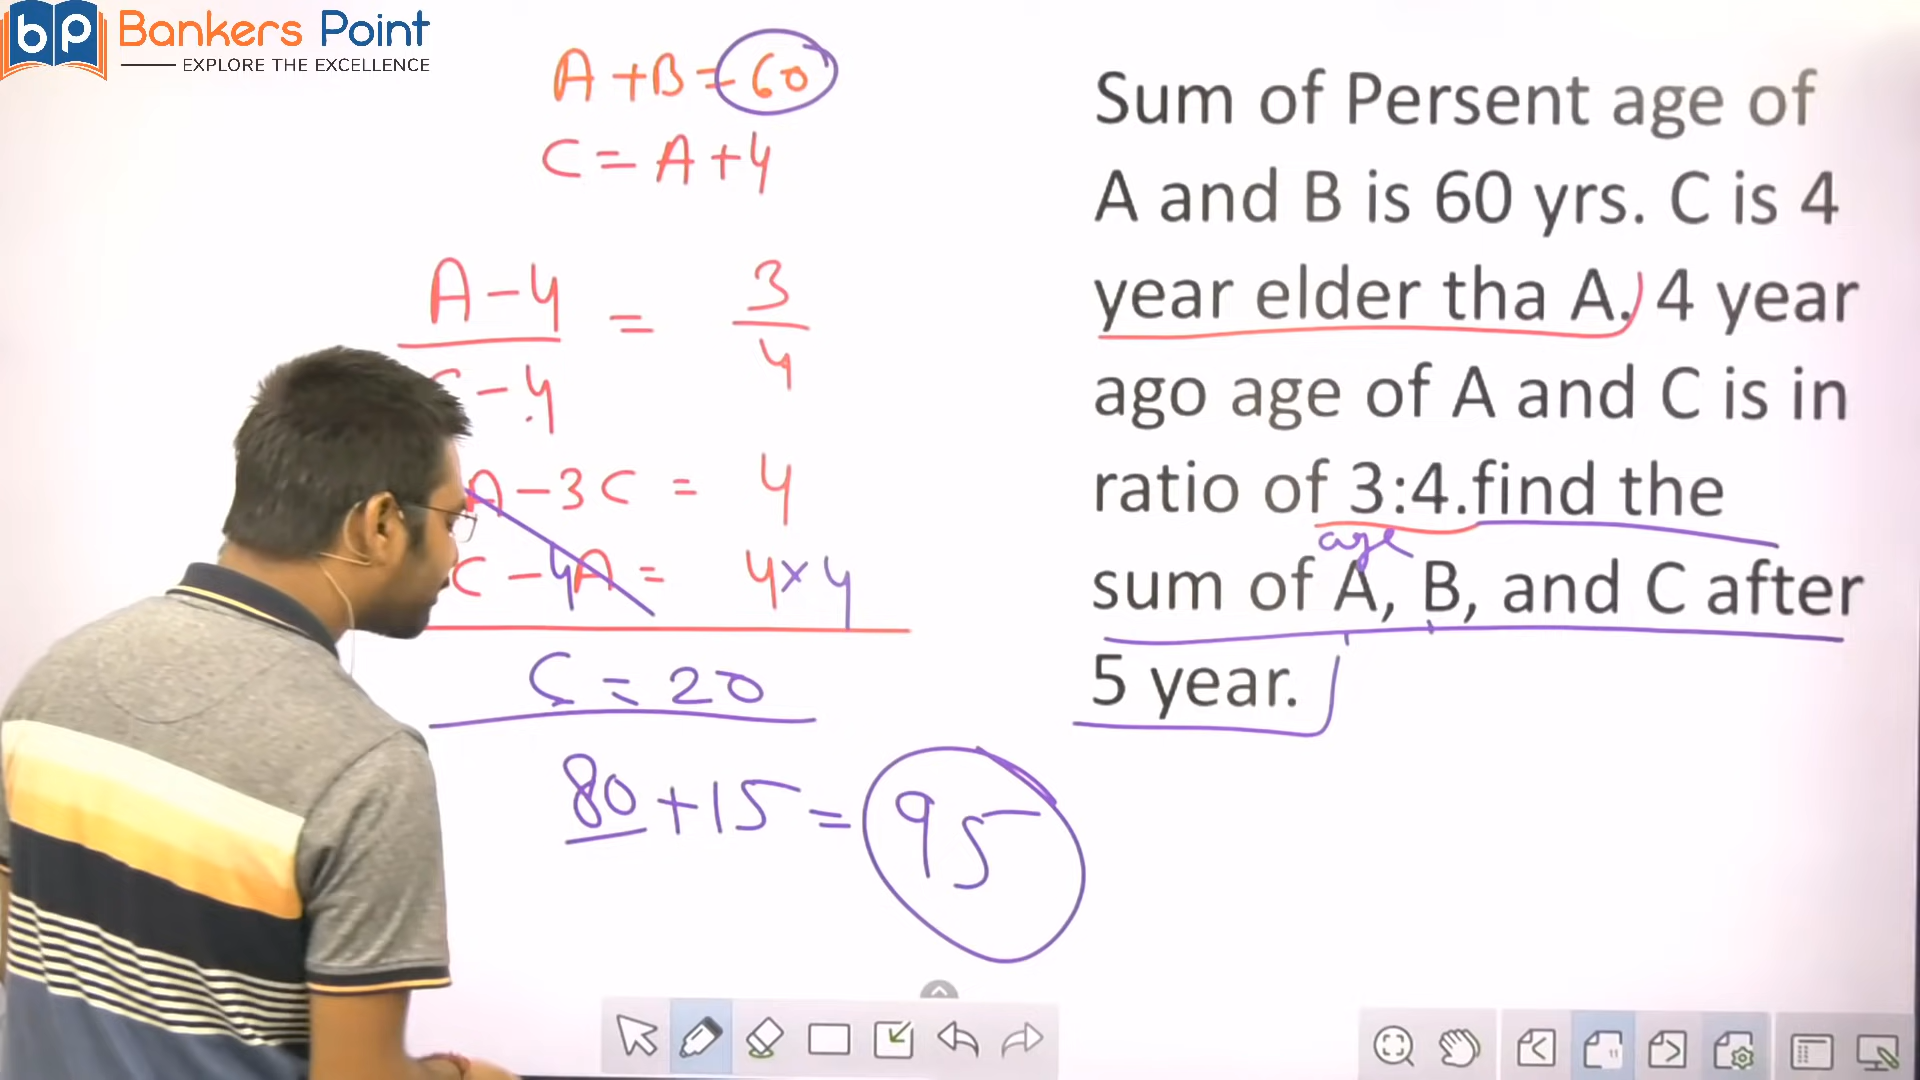 bp Bankers Point
EXPLORE THE EXCELLENCE
A + B = 60
C = A + 4
A - 4 / - 4 = 3 / 4
A - 3C = 4
C - 4A = 4 × 4
C = 20
80 + 15 = 95
Sum of Persent age of
A and B is 60 yrs. C is 4
year elder tha A. 4 year
ago age of A and C is in
ratio of 3:4.find the
age
sum of A, B, and C after
5 year.
11